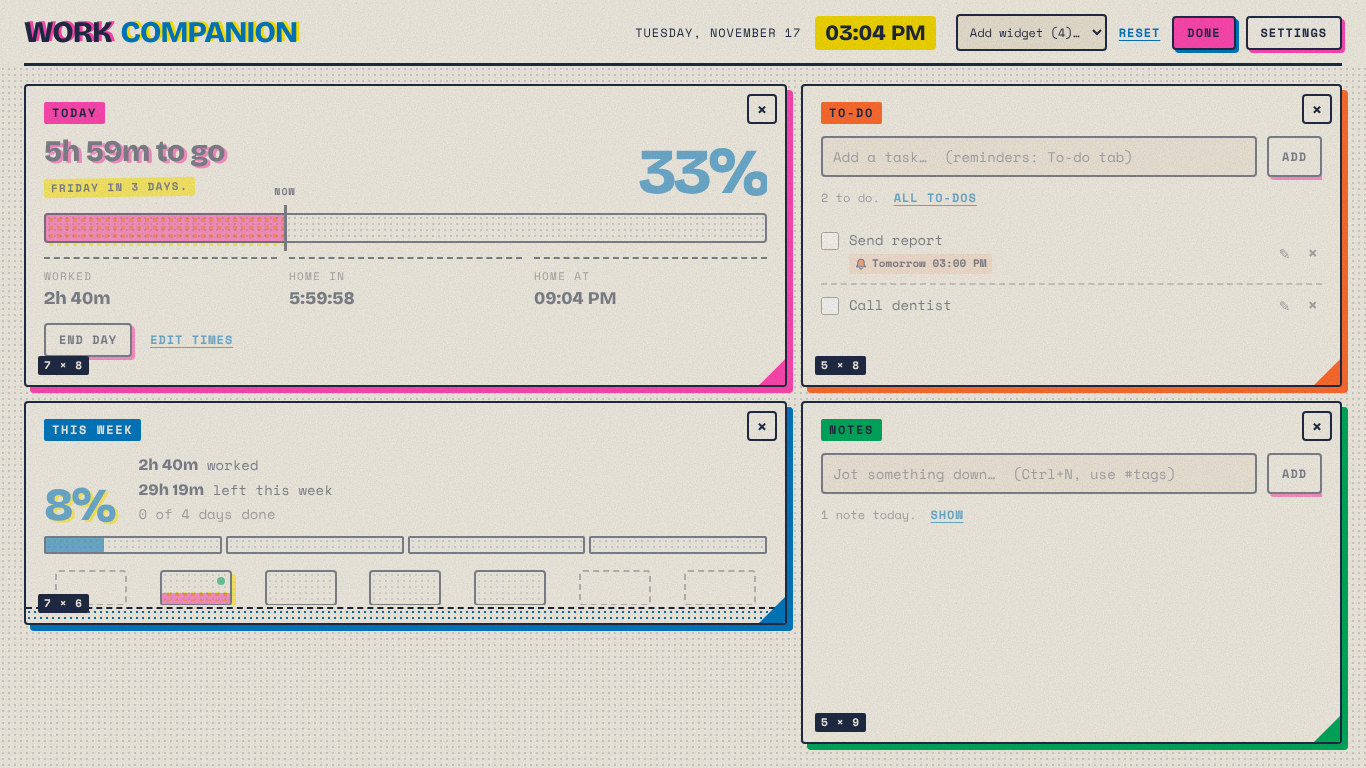 WORK COMPANION
TUESDAY, NOVEMBER 17
03:04 PM
Add widget (4)…
RESET
DONE
SETTINGS
TODAY
×
5h 59m to go
33%
FRIDAY IN 3 DAYS.
NOW
WORKED
HOME IN
HOME AT
2h 40m
5:59:58
09:04 PM
END DAY
EDIT TIMES
7 × 8
TO-DO
×
Add a task… (reminders: To-do tab)
ADD
2 to do.
ALL TO-DOS
Send report
✎ ×
Tomorrow 03:00 PM
Call dentist
✎ ×
5 × 8
THIS WEEK
×
8%
2h 40m worked
29h 19m left this week
0 of 4 days done
7 × 6
NOTES
×
Jot something down… (Ctrl+N, use #tags)
ADD
1 note today.
SHOW
5 × 9